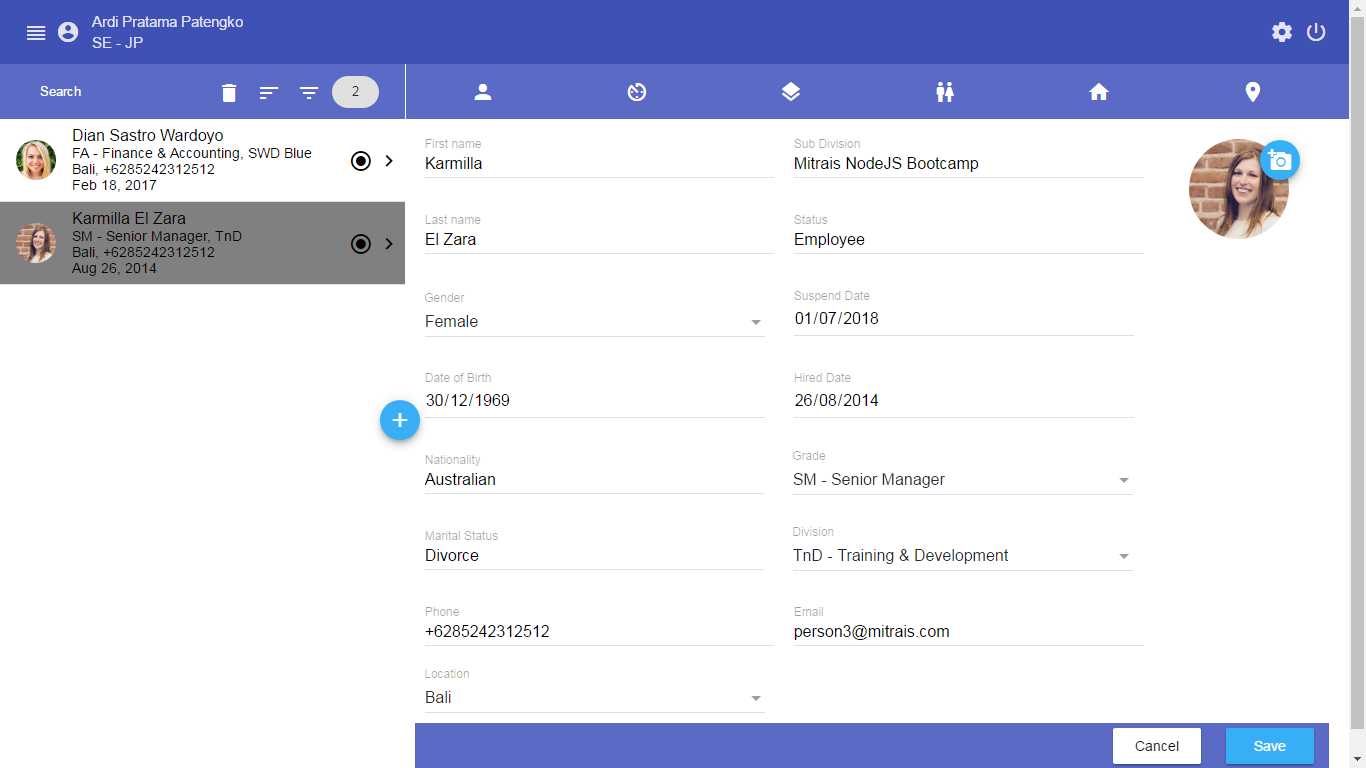 Ardi Pratama Patengko
SE - JP
Search
2
Dian Sastro Wardoyo
FA - Finance & Accounting, SWD Blue
Bali, +6285242312512
Feb 18, 2017
Karmilla El Zara
SM - Senior Manager, TnD
Bali, +6285242312512
Aug 26, 2014
First name
Karmilla
Last name
El Zara
Gender
Female
Date of Birth
30/12/1969
Nationality
Australian
Marital Status
Divorce
Phone
+6285242312512
Location
Bali
Sub Division
Mitrais NodeJS Bootcamp
Status
Employee
Suspend Date
01/07/2018
Hired Date
26/08/2014
Grade
SM - Senior Manager
Division
TnD - Training & Development
Email
person3@mitrais.com
Cancel
Save